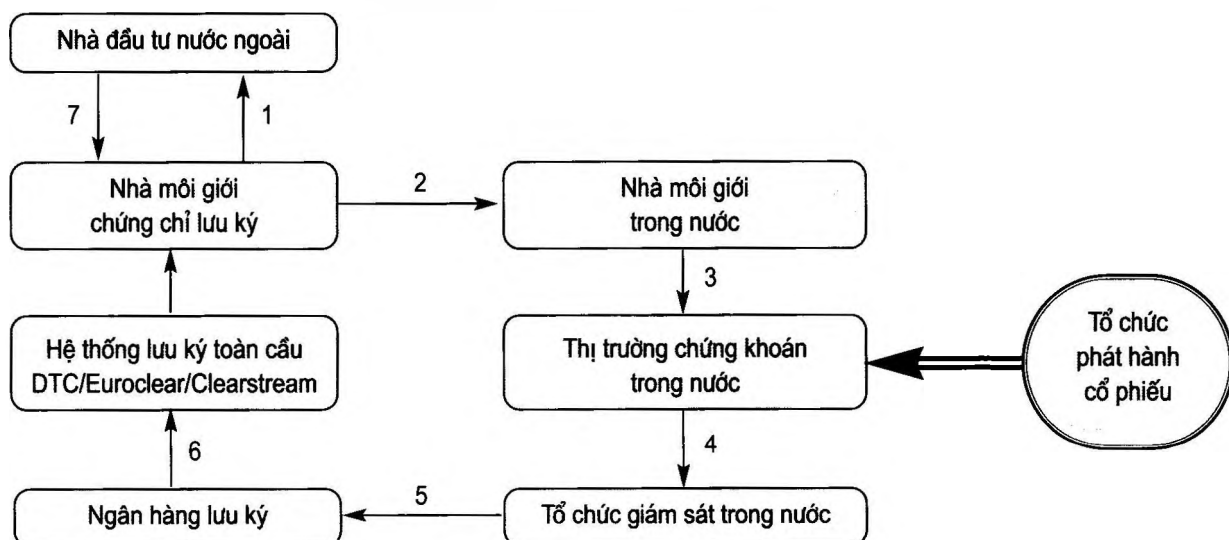 Nhà đầu tư nước ngoài
7
1
Nhà môi giới
chứng chỉ lưu ký
2
Nhà môi giới
trong nước
3
Hệ thống lưu ký toàn cầu
DTC/Euroclear/Clearstream
Thị trường chứng khoán
trong nước
Tổ chức
phát hành
cổ phiếu
6
4
Ngân hàng lưu ký
5
Tổ chức giám sát trong nước